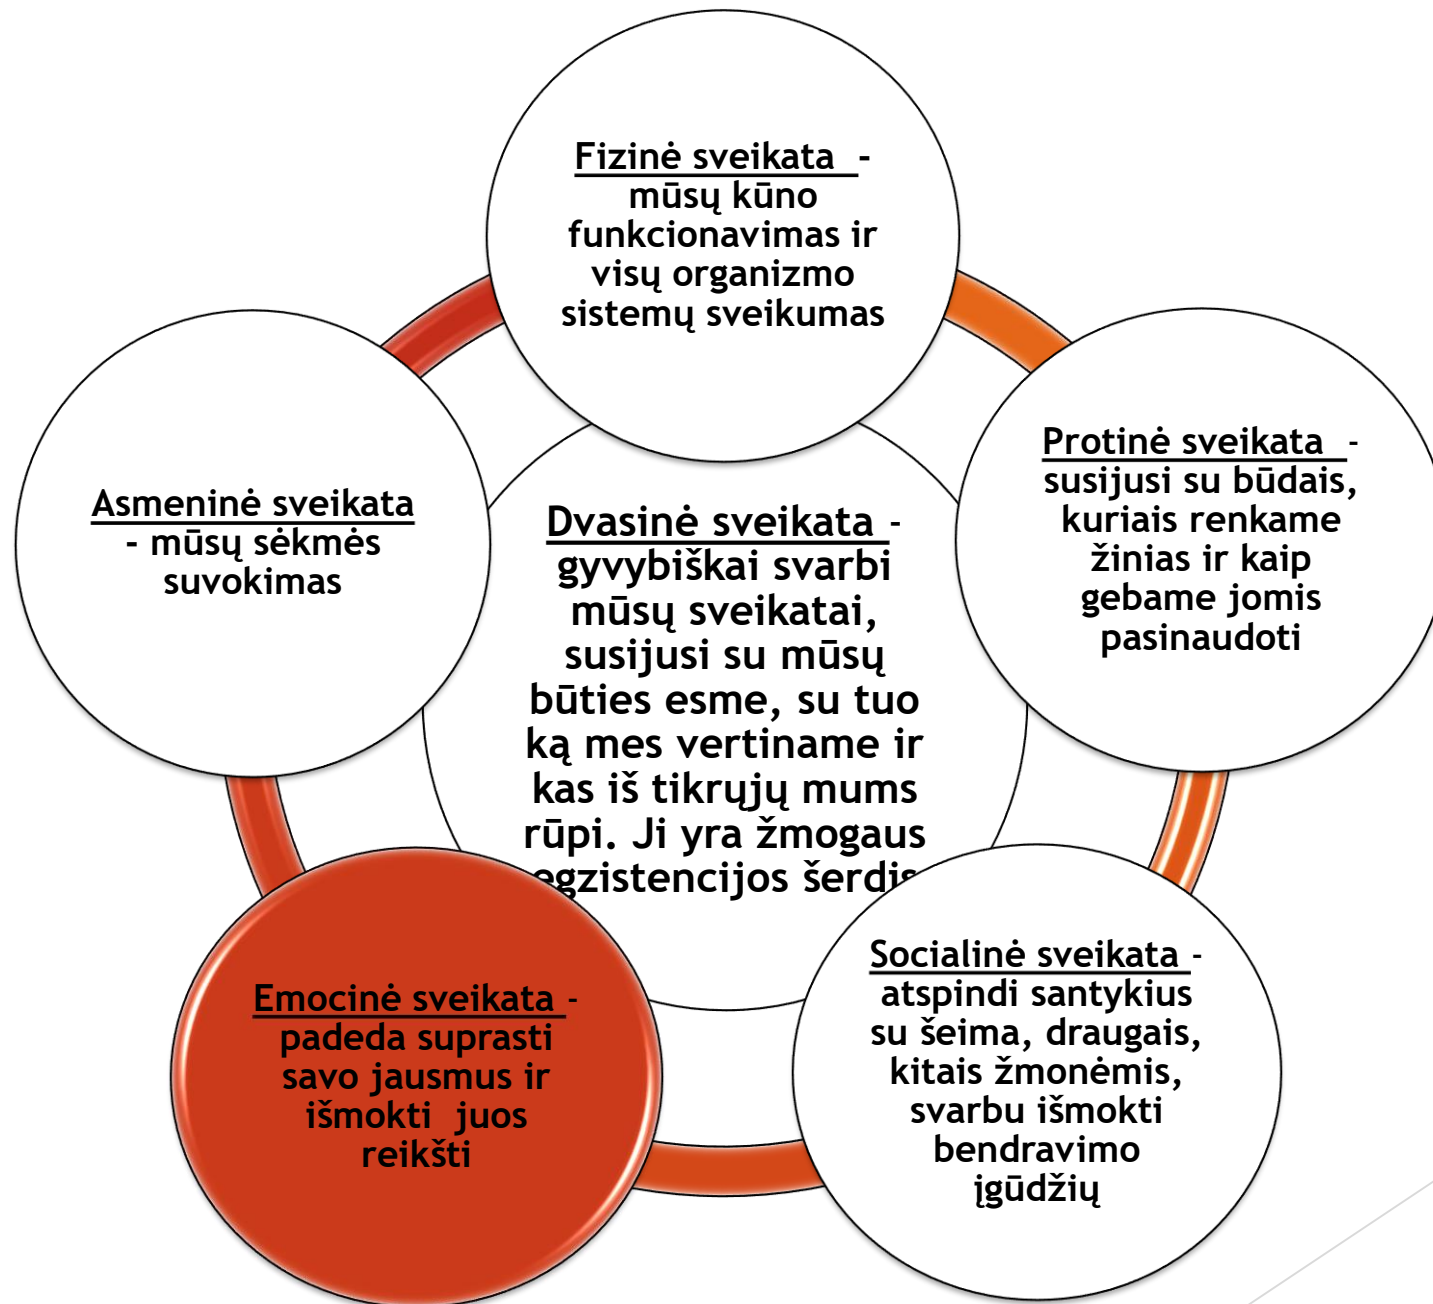 Fizinė sveikata -
mūsų kūno
funkcionavimas ir
visų organizmo
sistemų sveikumas
Protinė sveikata -
susijusi su būdais,
kuriais renkame
žinias ir kaip
gebame jomis
pasinaudoti
Asmeninė sveikata
- mūsų sėkmės
suvokimas
Dvasinė sveikata -
gyvybiškai svarbi
mūsų sveikatai,
susijusi su mūsų
būties esme, su tuo
ką mes vertiname ir
kas iš tikrųjų mums
rūpi. Ji yra žmogaus
egzistencijos šerdis
Socialinė sveikata -
atspindi santykius
su šeima, draugais,
kitais žmonėmis,
svarbu išmokti
bendravimo
įgūdžių
Emocinė sveikata -
padeda suprasti
savo jausmus ir
išmokti juos
reikšti